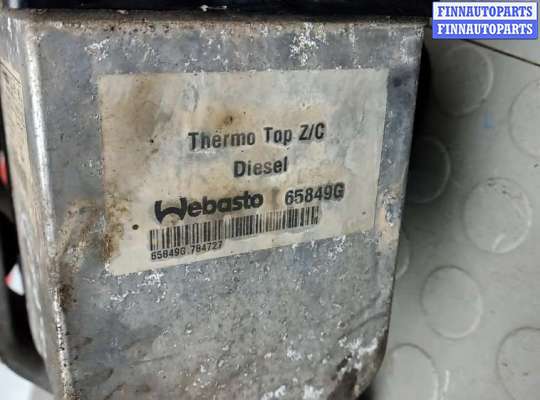 FINNAUTOPARTS
FINNAUTOPARTS
Thermo Top Z/C
Diesel
Webasto 65849G
65849G.784727